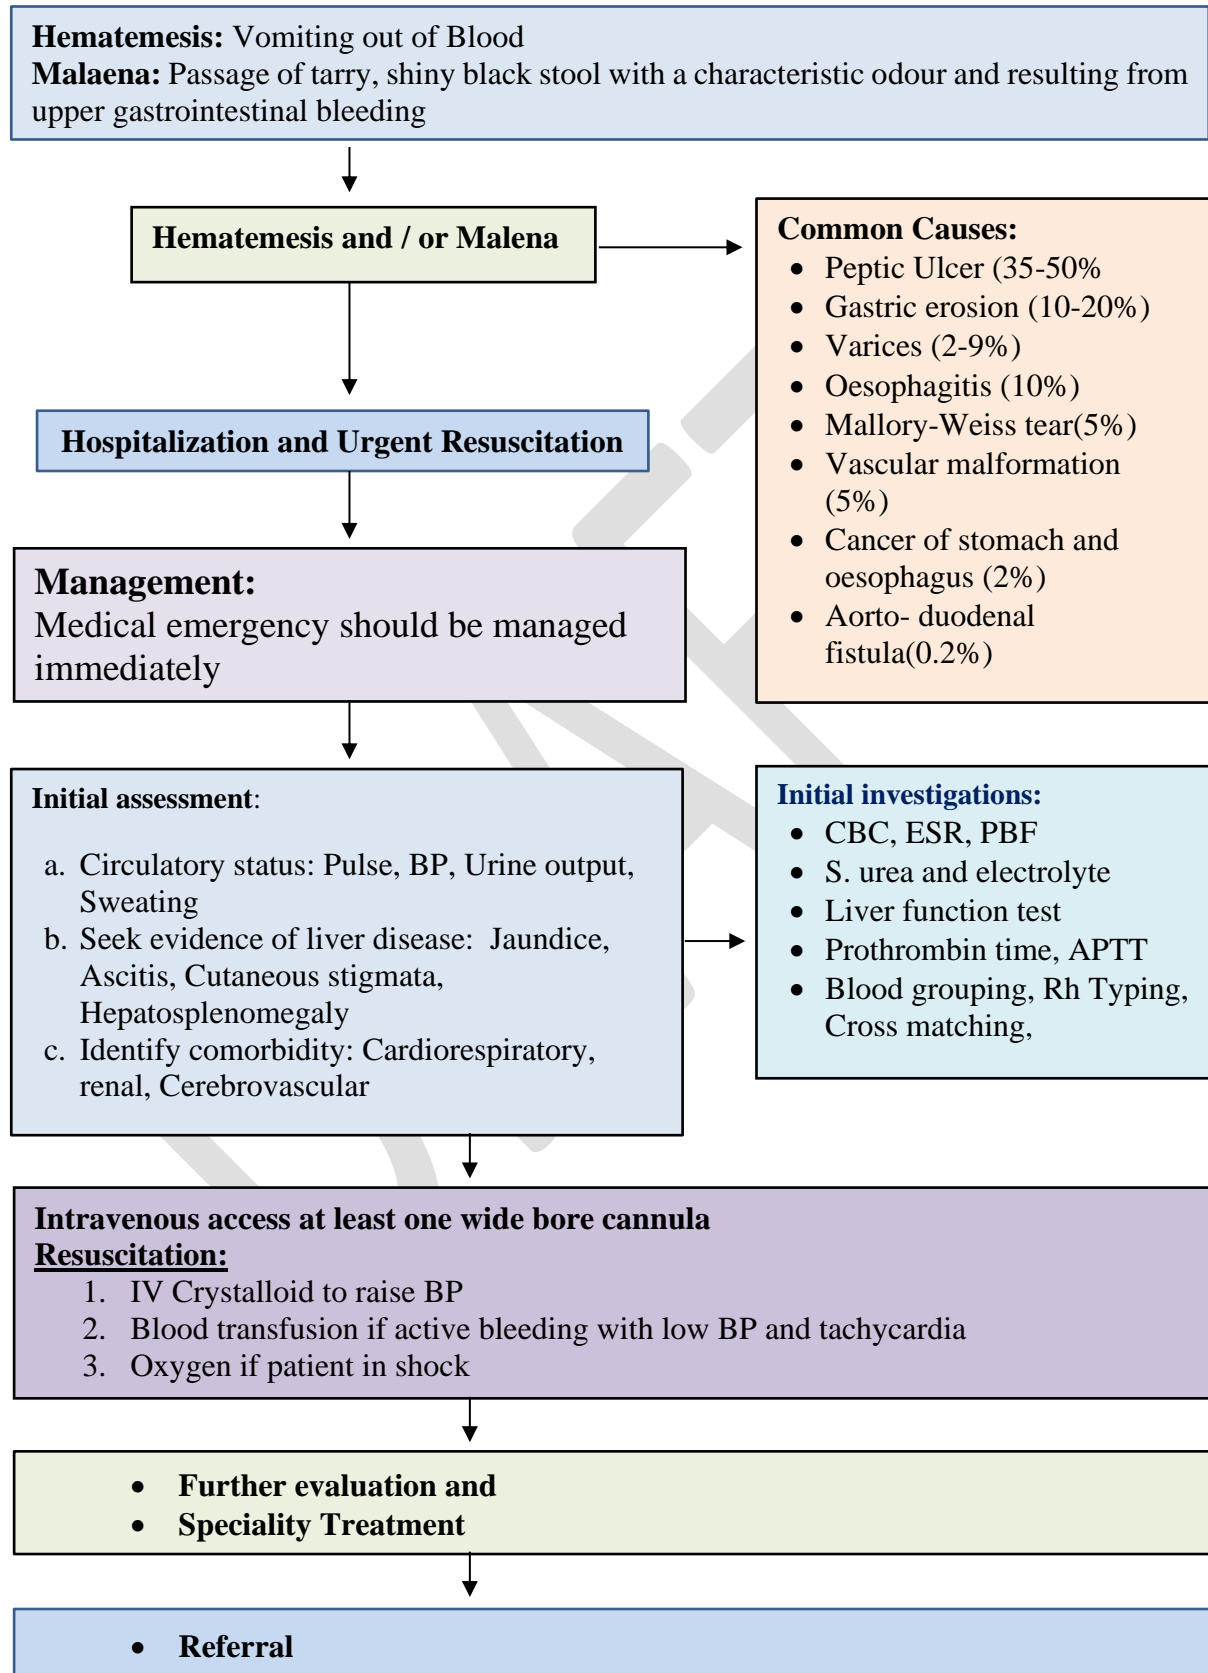 Hematemesis: Vomiting out of Blood
Malaena: Passage of tarry, shiny black stool with a characteristic odour and resulting from
upper gastrointestinal bleeding
Hematemesis and / or Malena
Common Causes:
• Peptic Ulcer (35-50%
• Gastric erosion (10-20%)
• Varices (2-9%)
• Oesophagitis (10%)
• Mallory-Weiss tear(5%)
• Vascular malformation
(5%)
• Cancer of stomach and
oesophagus (2%)
• Aorto- duodenal
fistula(0.2%)
Hospitalization and Urgent Resuscitation
Management:
Medical emergency should be managed
immediately
Initial assessment:
a. Circulatory status: Pulse, BP, Urine output,
Sweating
b. Seek evidence of liver disease: Jaundice,
Ascitis, Cutaneous stigmata,
Hepatosplenomegaly
c. Identify comorbidity: Cardiorespiratory,
renal, Cerebrovascular
Initial investigations:
• CBC, ESR, PBF
• S. urea and electrolyte
• Liver function test
• Prothrombin time, APTT
• Blood grouping, Rh Typing,
Cross matching,
Intravenous access at least one wide bore cannula
Resuscitation:
1. IV Crystalloid to raise BP
2. Blood transfusion if active bleeding with low BP and tachycardia
3. Oxygen if patient in shock
• Further evaluation and
• Speciality Treatment
• Referral